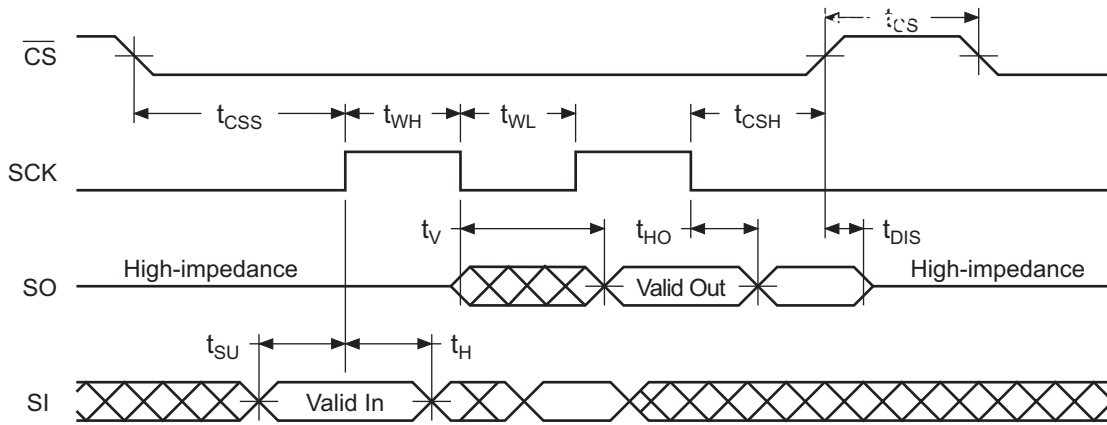 tCS
CS
tCSS tWH tWL tCSH
SCK
tV tHO tDIS
High-impedance High-impedance
SO Valid Out
tSU tH
SI Valid In